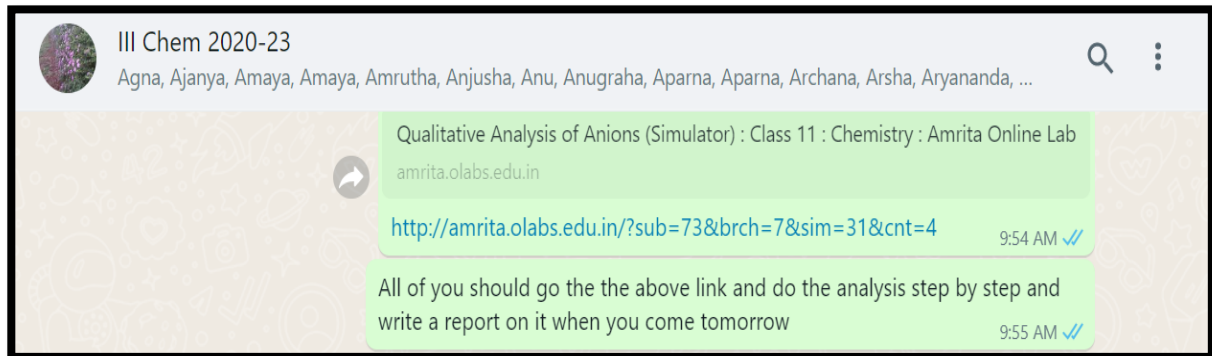 III Chem 2020-23
Agna, Ajanya, Amaya, Amaya, Amrutha, Anjusha, Anu, Anugraha, Aparna, Aparna, Archana, Arsha, Aryananda, ...
Qualitative Analysis of Anions (Simulator) : Class 11 : Chemistry : Amrita Online Lab
amrita.olabs.edu.in
http://amrita.olabs.edu.in/?sub=73&brch=7&sim=31&cnt=4
9:54 AM
All of you should go the the above link and do the analysis step by step and
write a report on it when you come tomorrow
9:55 AM